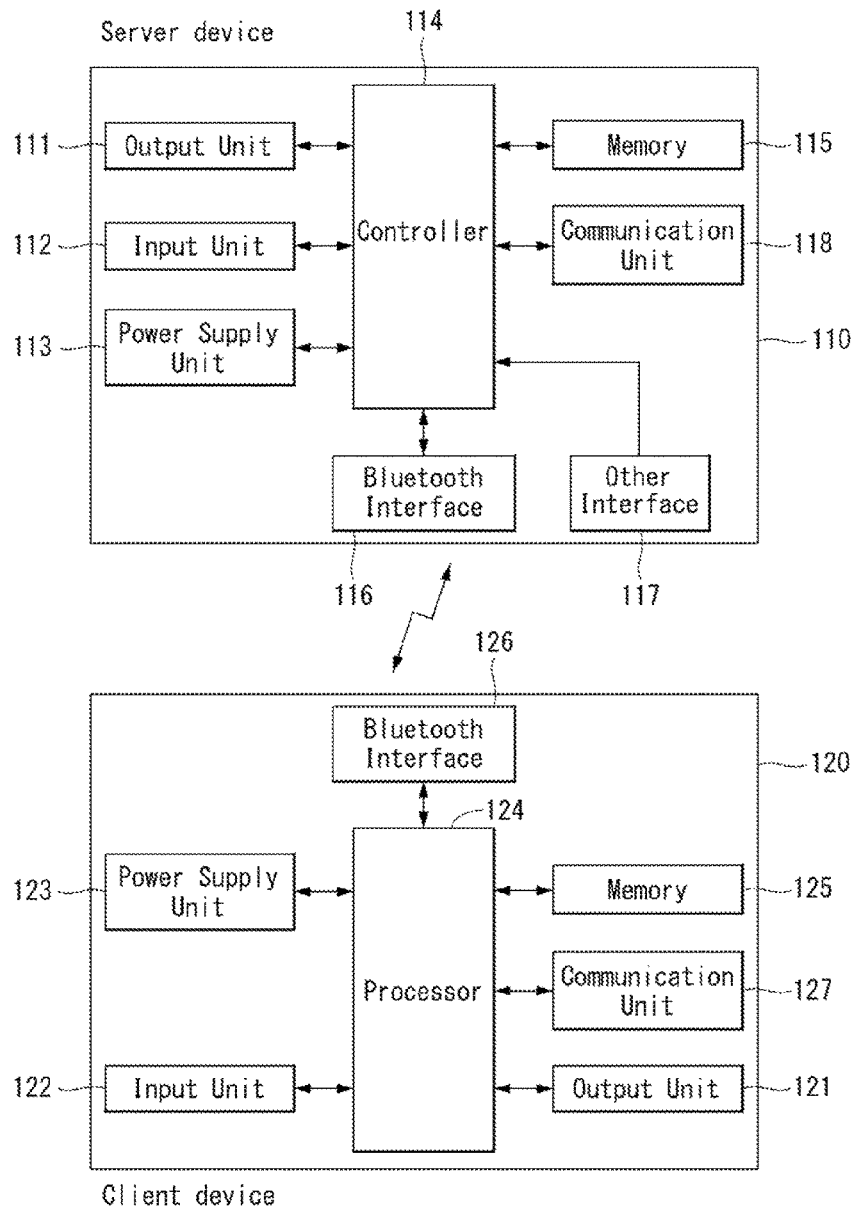 Server device
114
111
Output Unit
Memory
115
112
Input Unit
Controller
Communication
Unit
118
113
Power Supply
Unit
110
Bluetooth
Interface
Other
Interface
116
117
126
Bluetooth
Interface
120
124
123
Power Supply
Unit
Memory
125
Processor
Communication
Unit
127
122
Input Unit
Output Unit
121
Client device